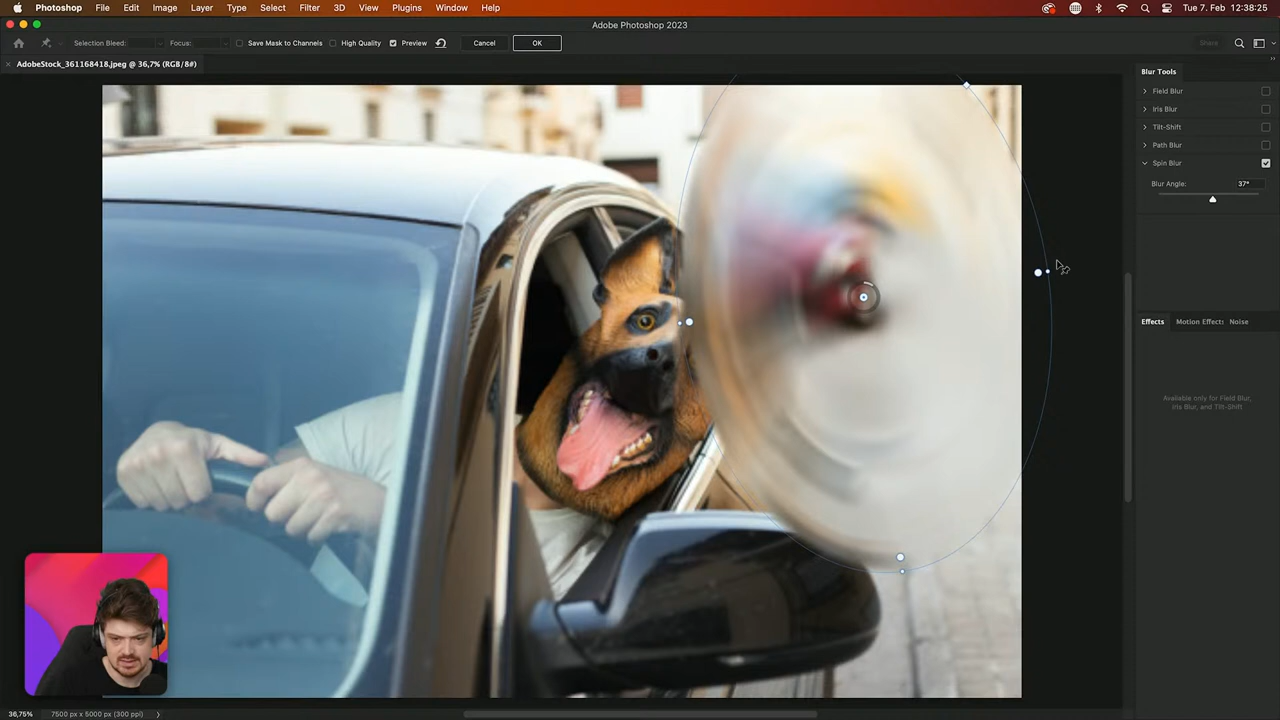 Photoshop File Edit Image Layer Type Select Filter 3D View Plugins Window Help Tue 7. Feb 12:38:25
Adobe Photoshop 2023
Selection Bleed: Focus: Save Mask to Channels High Quality Preview Cancel OK Share
AdobeStock_361168418.jpeg @ 36,7% (RGB/8#)
Blur Tools
Field Blur
Iris Blur
Tilt-Shift
Path Blur
Spin Blur
Blur Angle: 37°
Effects Motion Effects Noise
Available only for Field Blur,
Iris Blur, and Tilt-Shift
36,75% 7500 px x 5000 px (300 ppi)